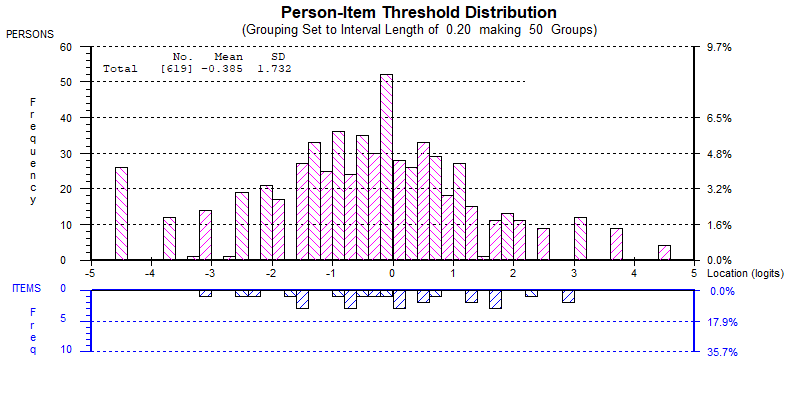 Person-Item Threshold Distribution
(Grouping Set to Interval Length of 0.20 making 50 Groups)
PERSONS
No. Mean SD
Total [619] -0.385 1.732
Frequency
60
50
40
30
20
10
0
9.7%
6.5%
4.8%
3.2%
1.6%
0.0%
-5 -4 -3 -2 -1 0 1 2 3 4 5 Location (logits)
ITEMS
Freq
0
5
10
0.0%
17.9%
35.7%